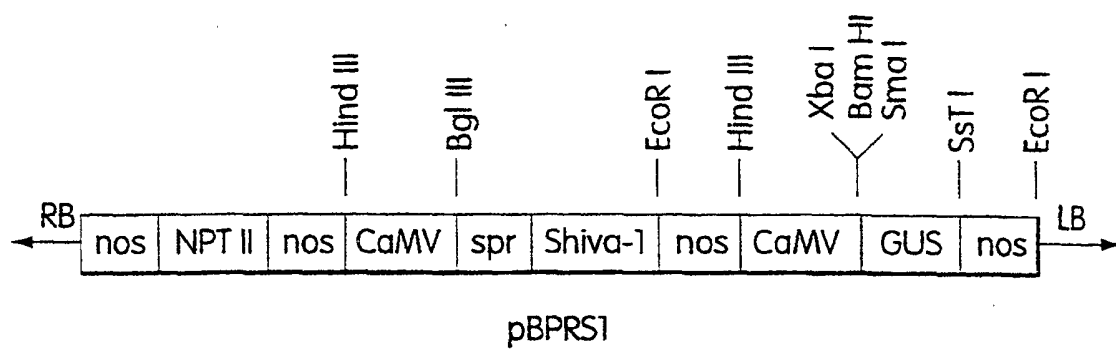 Hind III
Bgl III
EcoR I
Hind III
Xba I
Bam HI
Sma I
SsT I
EcoR I
RB
LB
nos
NPT II
nos
CaMV
spr
Shiva-1
nos
CaMV
GUS
nos
pBPRS1